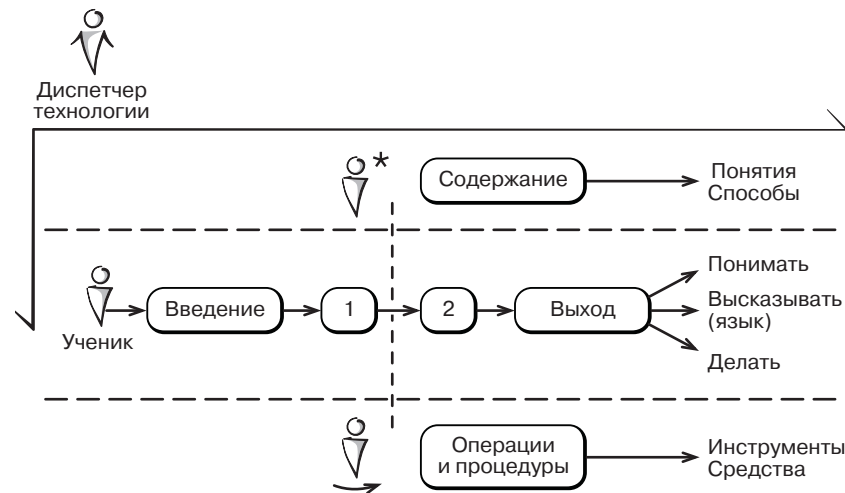 Диспетчер
технологии
*
Содержание
Понятия
Способы
Ученик
Введение
1
2
Выход
Понимать
Высказывать
(язык)
Делать
Операции
и процедуры
Инструменты
Средства